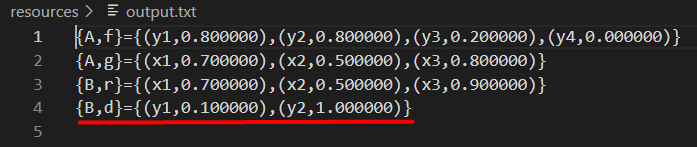 resources > output.txt
1 {A,f}={(y1,0.800000),(y2,0.800000),(y3,0.200000),(y4,0.000000)}
2 {A,g}={(x1,0.700000),(x2,0.500000),(x3,0.800000)}
3 {B,r}={(x1,0.700000),(x2,0.500000),(x3,0.900000)}
4 {B,d}={(y1,0.100000),(y2,1.000000)}
5